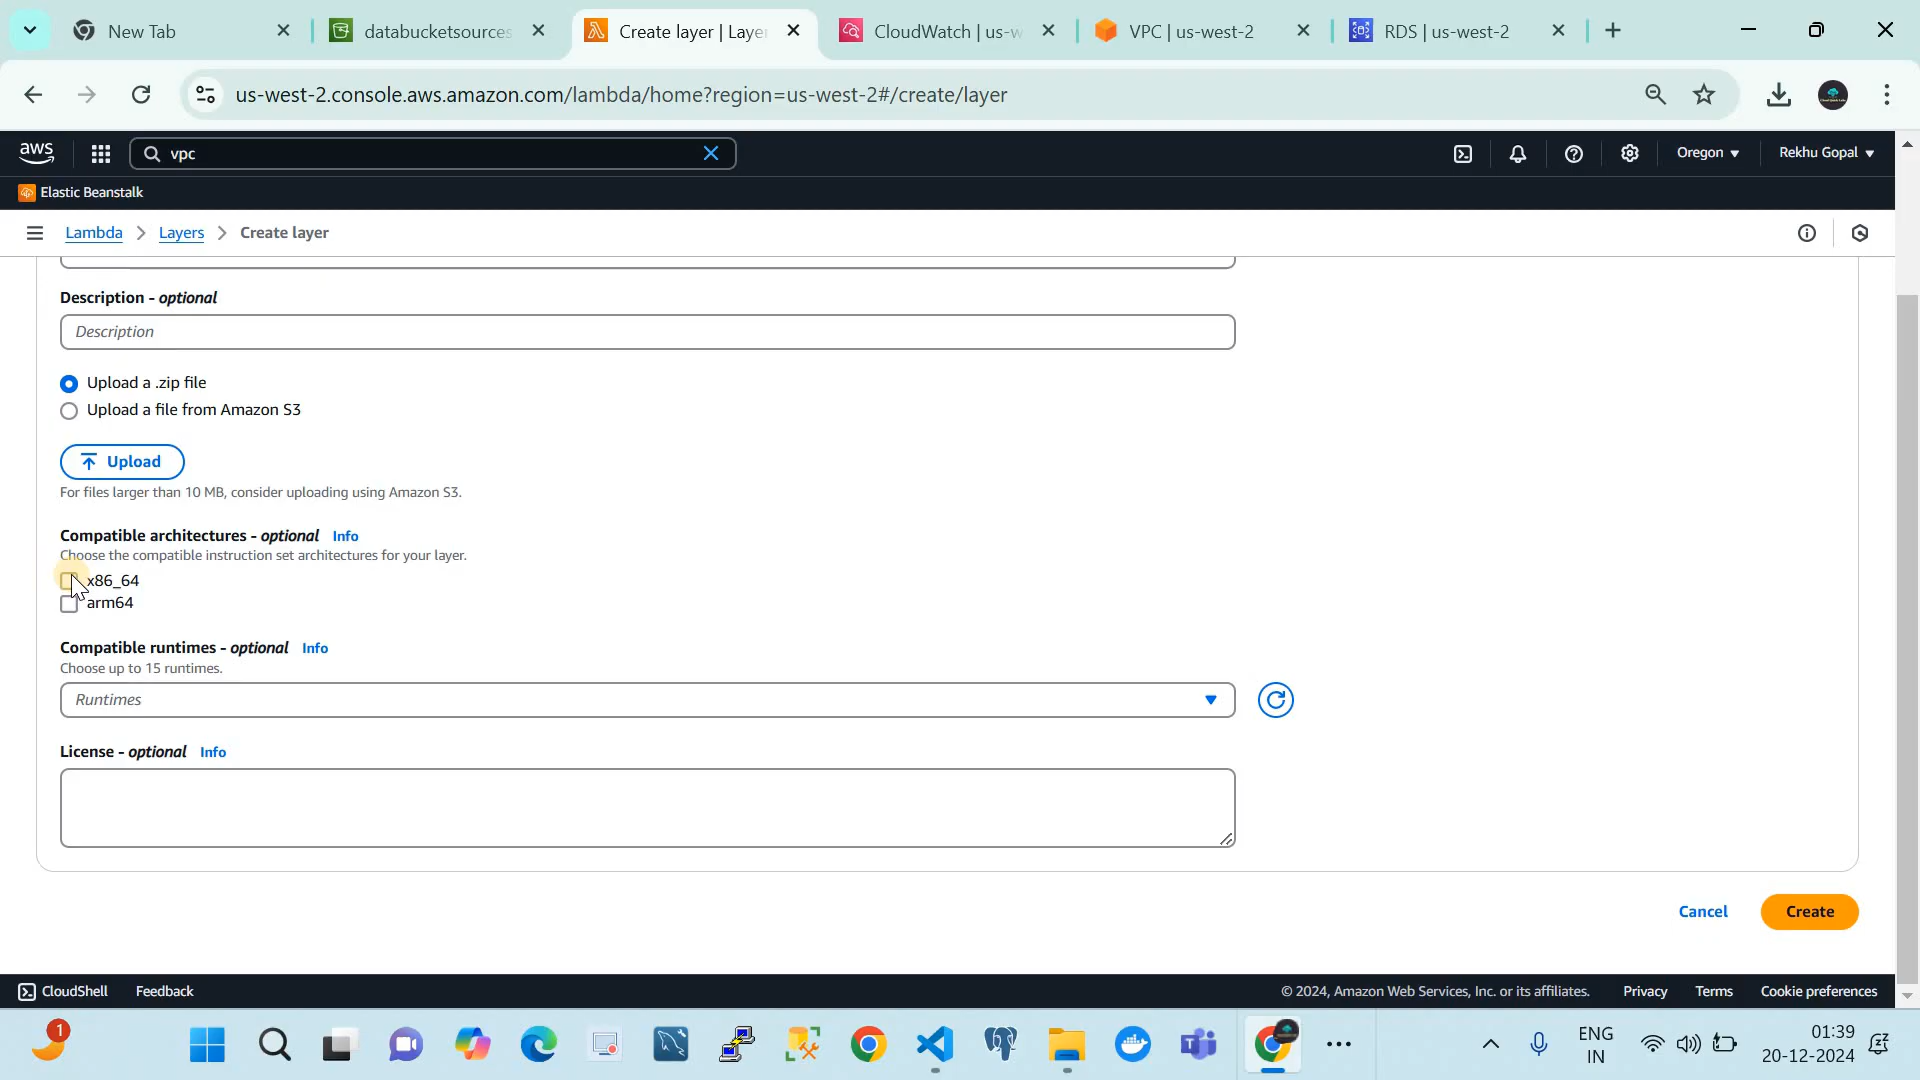 New Tab
databucketsources
Create layer | Laye
CloudWatch | us-w
VPC | us-west-2
RDS | us-west-2
us-west-2.console.aws.amazon.com/lambda/home?region=us-west-2#/create/layer
aws
vpc
Oregon
Rekhu Gopal
Elastic Beanstalk
Lambda
Layers
Create layer
Description - optional
Description
Upload a .zip file
Upload a file from Amazon S3
Upload
For files larger than 10 MB, consider uploading using Amazon S3.
Compatible architectures - optional Info
Choose the compatible instruction set architectures for your layer.
x86_64
arm64
Compatible runtimes - optional Info
Choose up to 15 runtimes.
Runtimes
License - optional Info
Cancel
Create
CloudShell
Feedback
© 2024, Amazon Web Services, Inc. or its affiliates.
Privacy
Terms
Cookie preferences
1
ENG
IN
01:39
20-12-2024